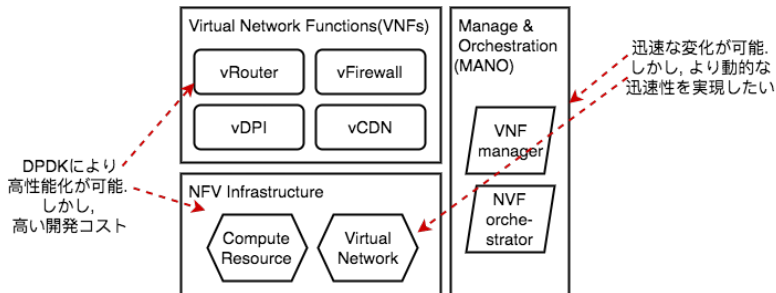 Virtual Network Functions(VNFs)
vRouter
vFirewall
vDPI
vCDN
NFV Infrastructure
Compute
Resource
Virtual
Network
Manage &
Orchestration
(MANO)
VNF
manager
NVF
orche-
strator
DPDKにより
高性能化が可能.
しかし,
高い開発コスト
迅速な変化が可能.
しかし, より動的な
迅速性を実現したい